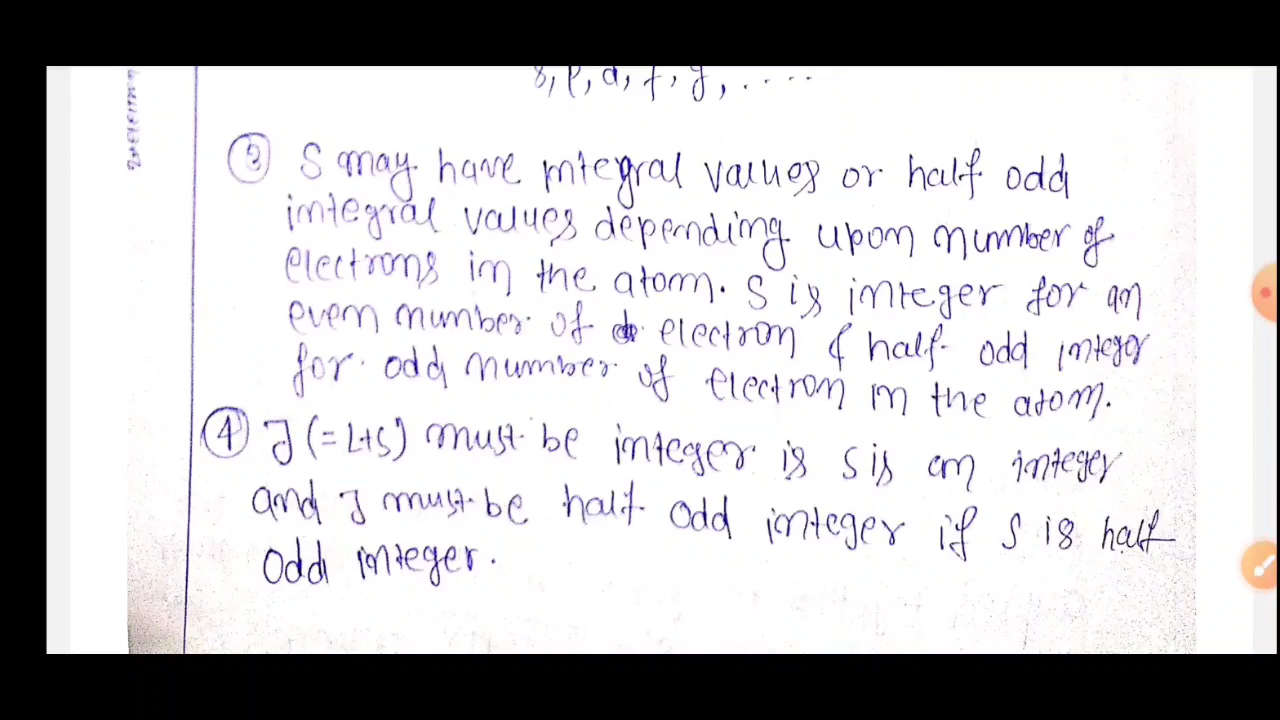 s, p, d, f, g, ....
③ S may have integral values or half odd
integral values depending upon number of
electrons in the atom. S is integer for an
even number of electron & half odd integer
for odd number of electron in the atom.
④ J (= L+S) must be integer is S is an integer
and J must be half odd integer if S is half
odd integer.